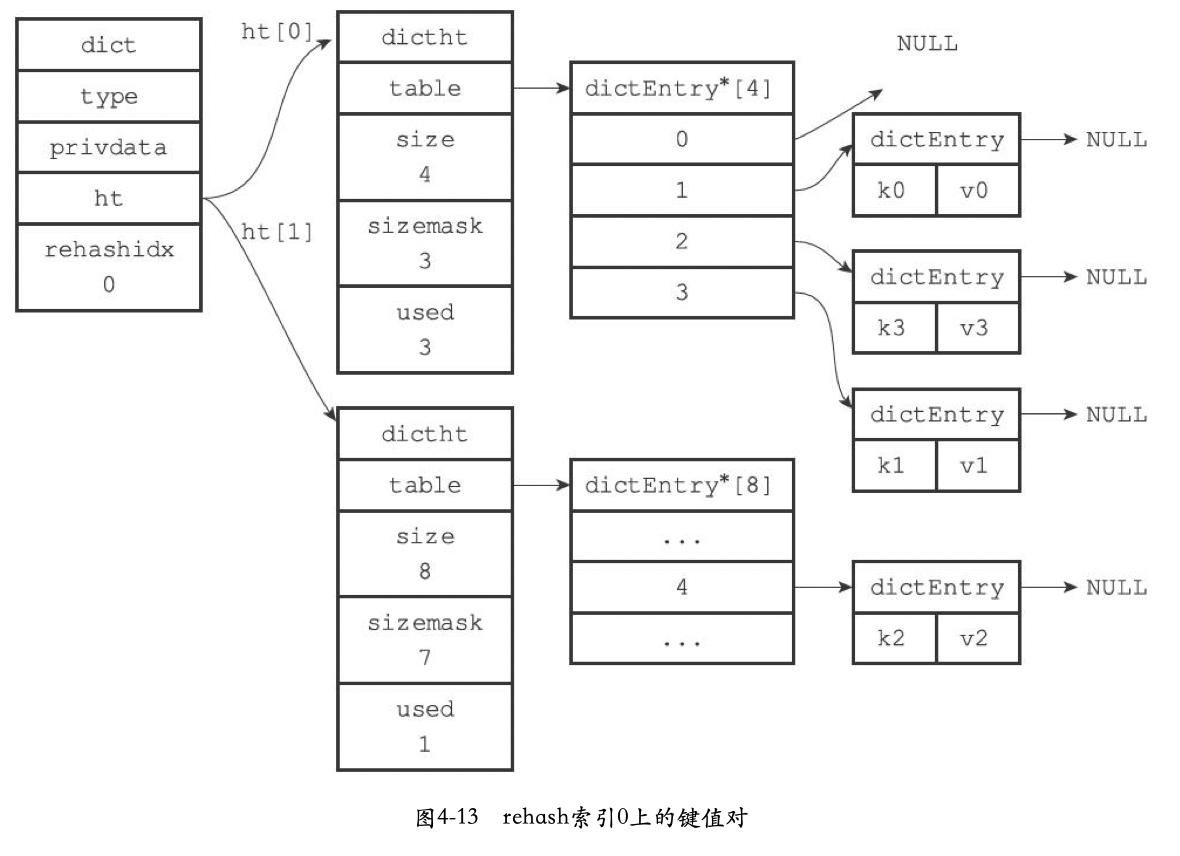 dict
type
privdata
ht
rehashidx
0
ht[0]
ht[1]
dictht
table
size
4
sizemask
3
used
3
dictEntry*[4]
0
1
2
3
NULL
dictEntry
NULL
k0 v0
dictEntry
NULL
k3 v3
dictEntry
NULL
k1 v1
dictht
table
size
8
sizemask
7
used
1
dictEntry*[8]
...
4
...
dictEntry
NULL
k2 v2
图4-13 rehash索引0上的键值对